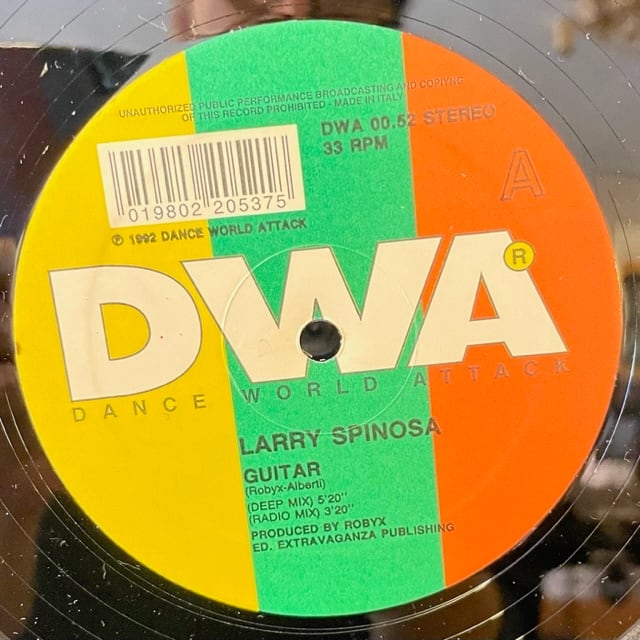 UNAUTHORIZED PUBLIC PERFORMANCE BROADCASTING AND COPIYNG
OF THIS RECORD PROHIBITED - MADE IN ITALY
DWA 00.52 STEREO
33 RPM
A
019802 205375
℗ 1992 DANCE WORLD ATTACK
DWA®
DANCE WORLD ATTACK
LARRY SPINOSA
GUITAR
(Robyx-Alberti)
(DEEP MIX) 5'20"
(RADIO MIX) 3'20"
PRODUCED BY ROBYX
ED. EXTRAVAGANZA PUBLISHING